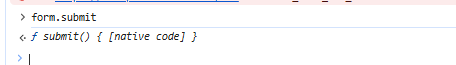 > form.submit
<· ƒ submit() { [native code] }
>